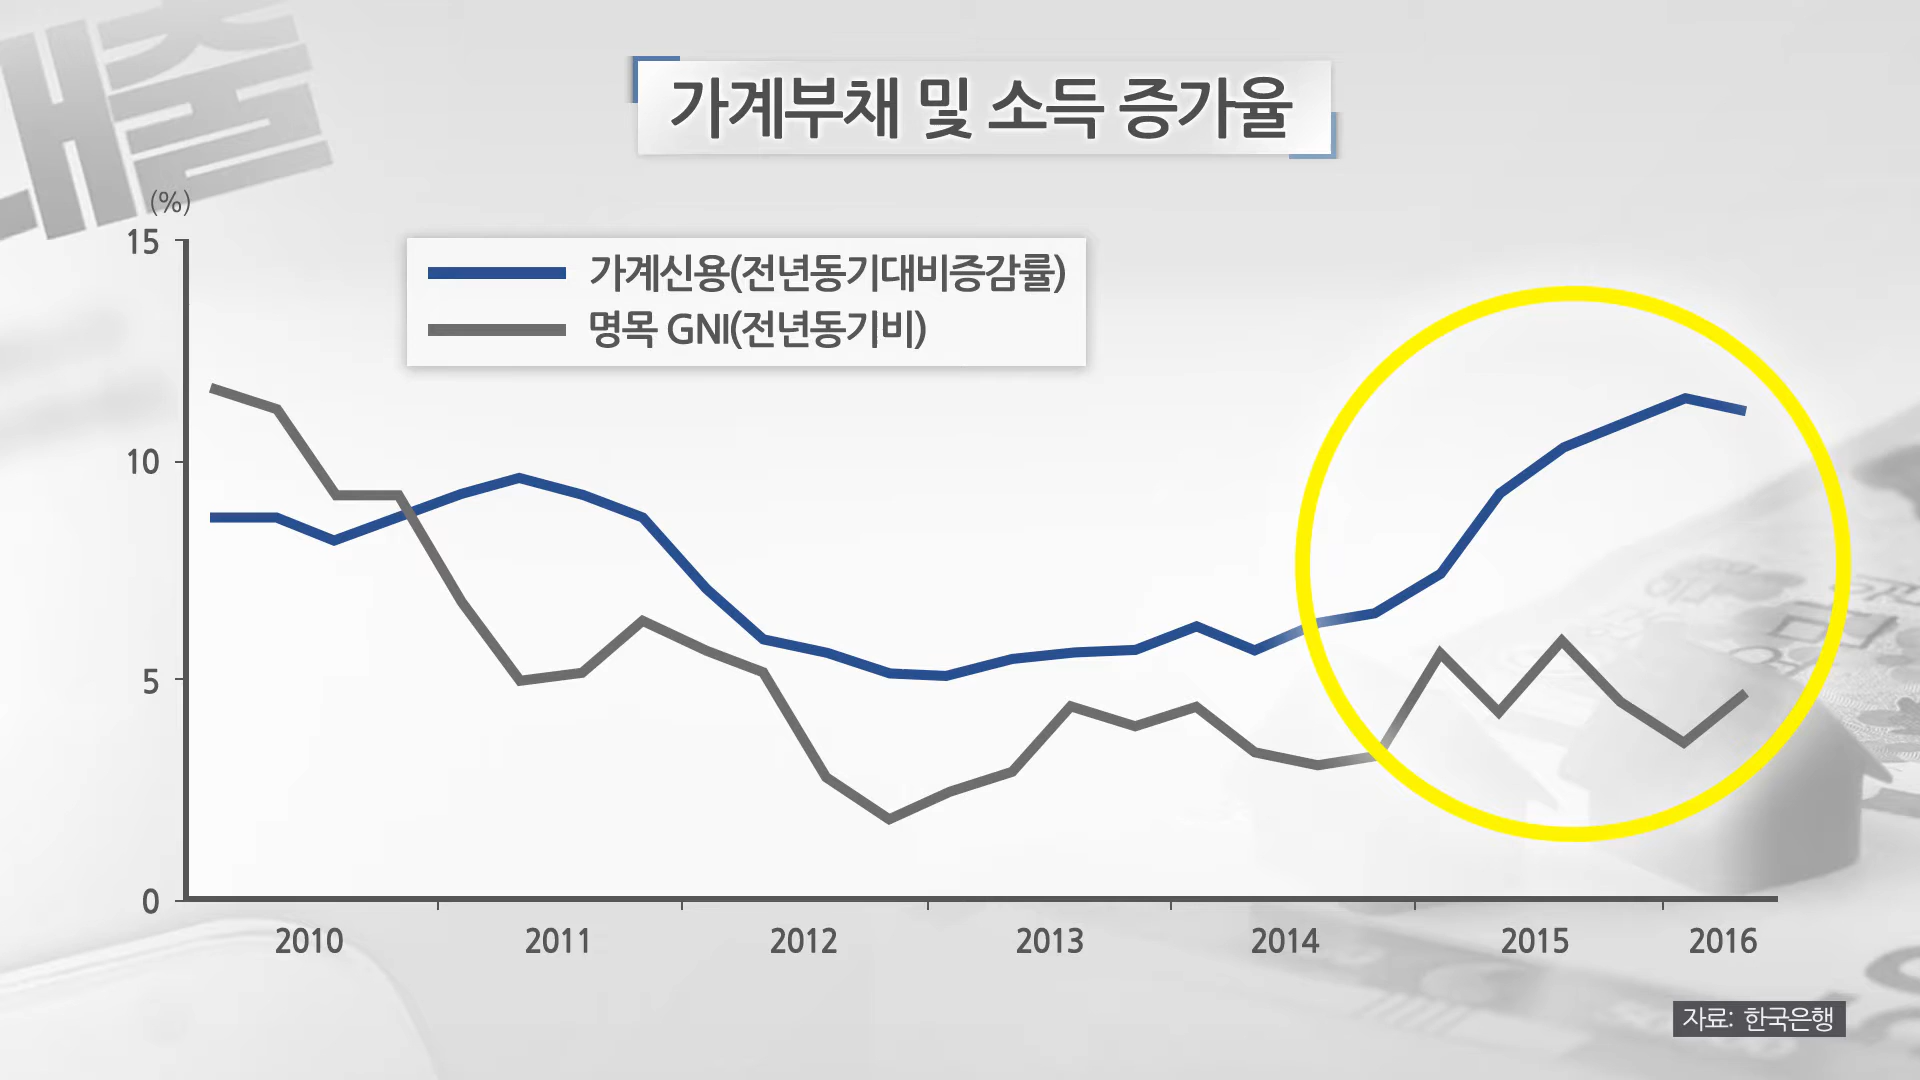 대출
가계부채 및 소득 증가율
(%)
15
10
5
0
가계신용(전년동기대비증감률)
명목 GNI(전년동기비)
2010 2011 2012 2013 2014 2015 2016
자료: 한국은행